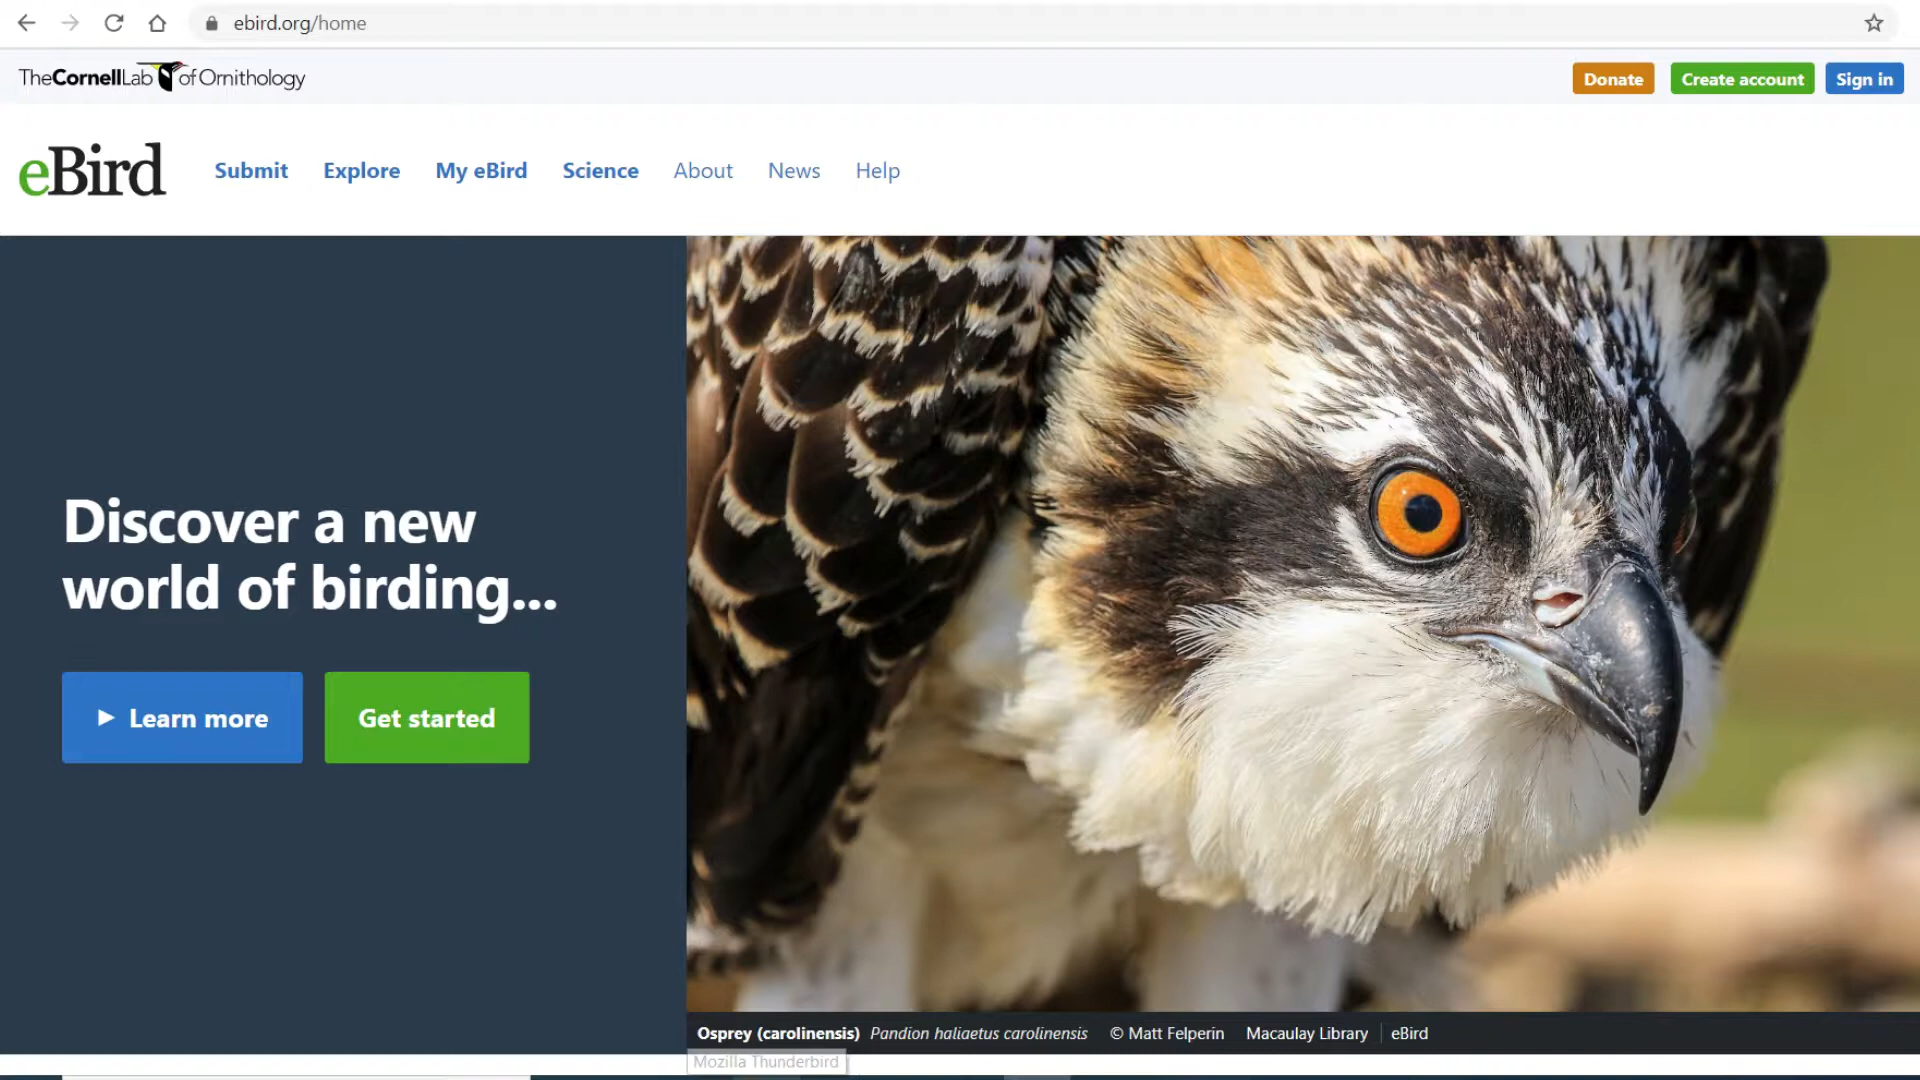 ebird.org/home
TheCornellLab of Ornithology
Donate
Create account
Sign in
eBird
Submit
Explore
My eBird
Science
About
News
Help
Discover a new
world of birding...
Learn more
Get started
Osprey (carolinensis) Pandion haliaetus carolinensis © Matt Felperin Macaulay Library eBird
Mozilla Thunderbird